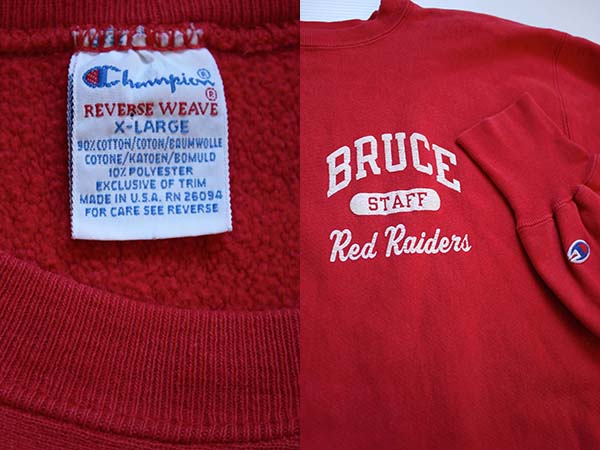 Champion®
REVERSE WEAVE®
X-LARGE
90% COTTON/COTON/BAUMWOLLE
COTONE/KATOEN/BOMULD
10% POLYESTER
EXCLUSIVE OF TRIM
MADE IN U.S.A. RN 26094
FOR CARE SEE REVERSE
BRUCE
STAFF
Red Raiders